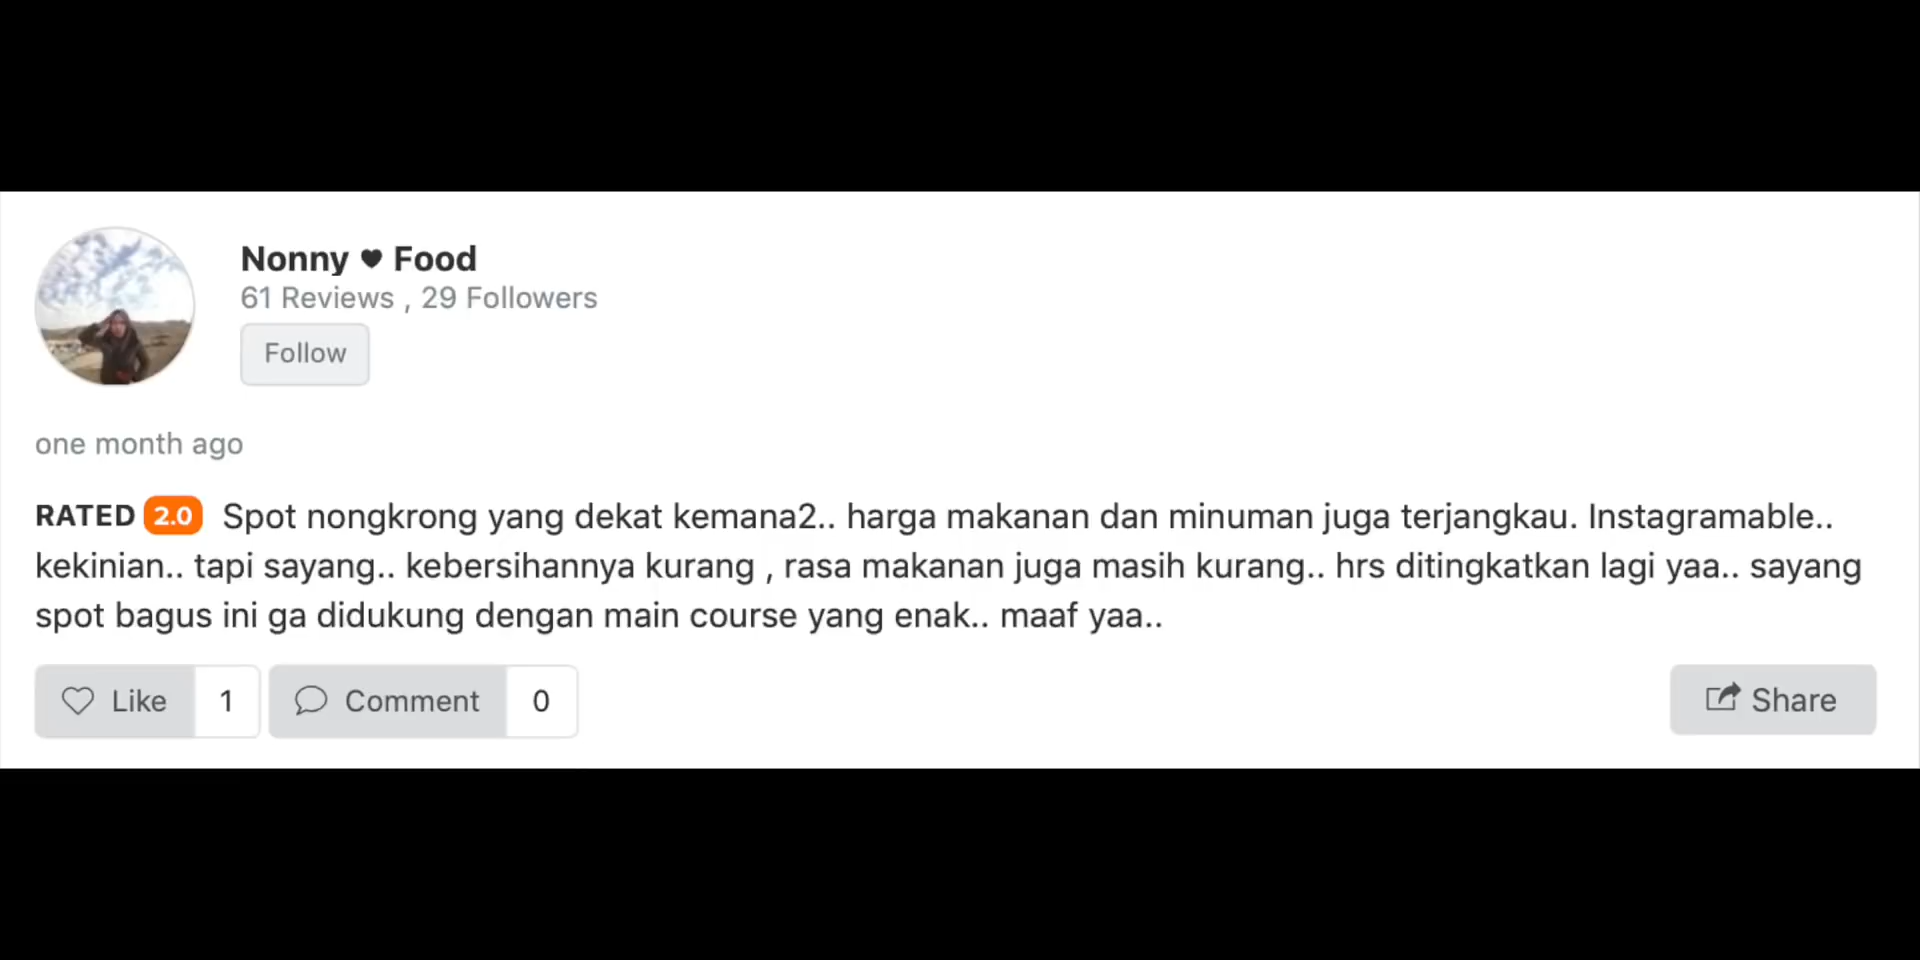 Nonny ♥ Food
61 Reviews , 29 Followers
Follow
one month ago
RATED 2.0 Spot nongkrong yang dekat kemana2.. harga makanan dan minuman juga terjangkau. Instagramable..
kekinian.. tapi sayang.. kebersihannya kurang , rasa makanan juga masih kurang.. hrs ditingkatkan lagi yaa.. sayang
spot bagus ini ga didukung dengan main course yang enak.. maaf yaa..
Like 1 Comment 0 Share